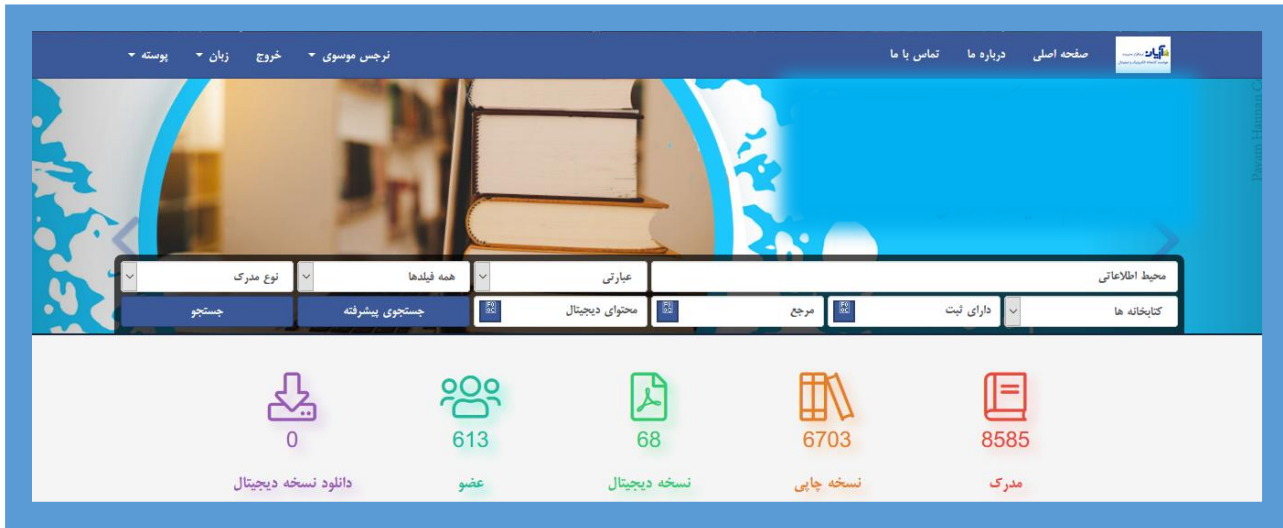 صفحه اصلی درباره ما تماس با ما نرجس موسوی خروج زبان پوسته
آپان
محیط اطلاعاتی عبارتی همه فیلدها نوع مدرک
کتابخانه ها دارای ثبت مرجع محتوای دیجیتال جستجوی پیشرفته جستجو
8585 6703 68 613 0
مدرک نسخه چاپی نسخه دیجیتال عضو دانلود نسخه دیجیتال